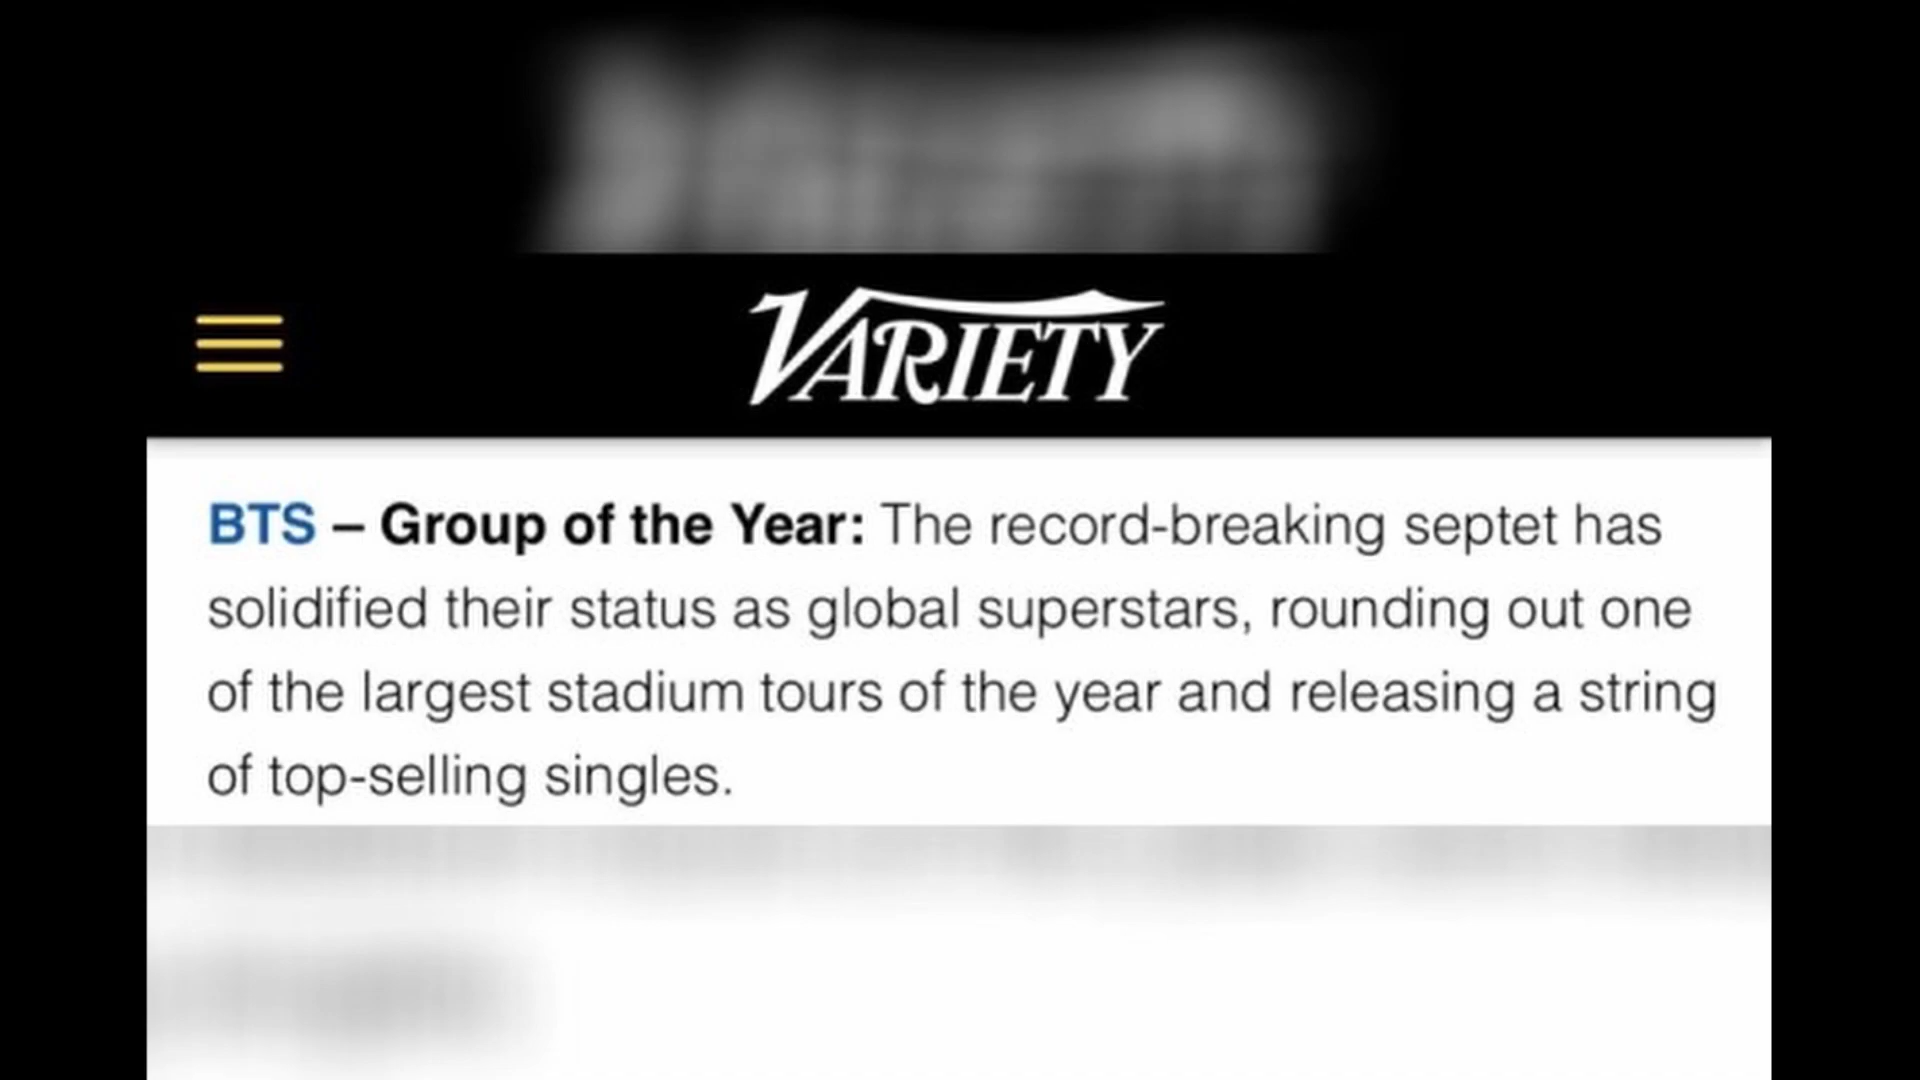 VARIETY
BTS – Group of the Year: The record-breaking septet has
solidified their status as global superstars, rounding out one
of the largest stadium tours of the year and releasing a string
of top-selling singles.